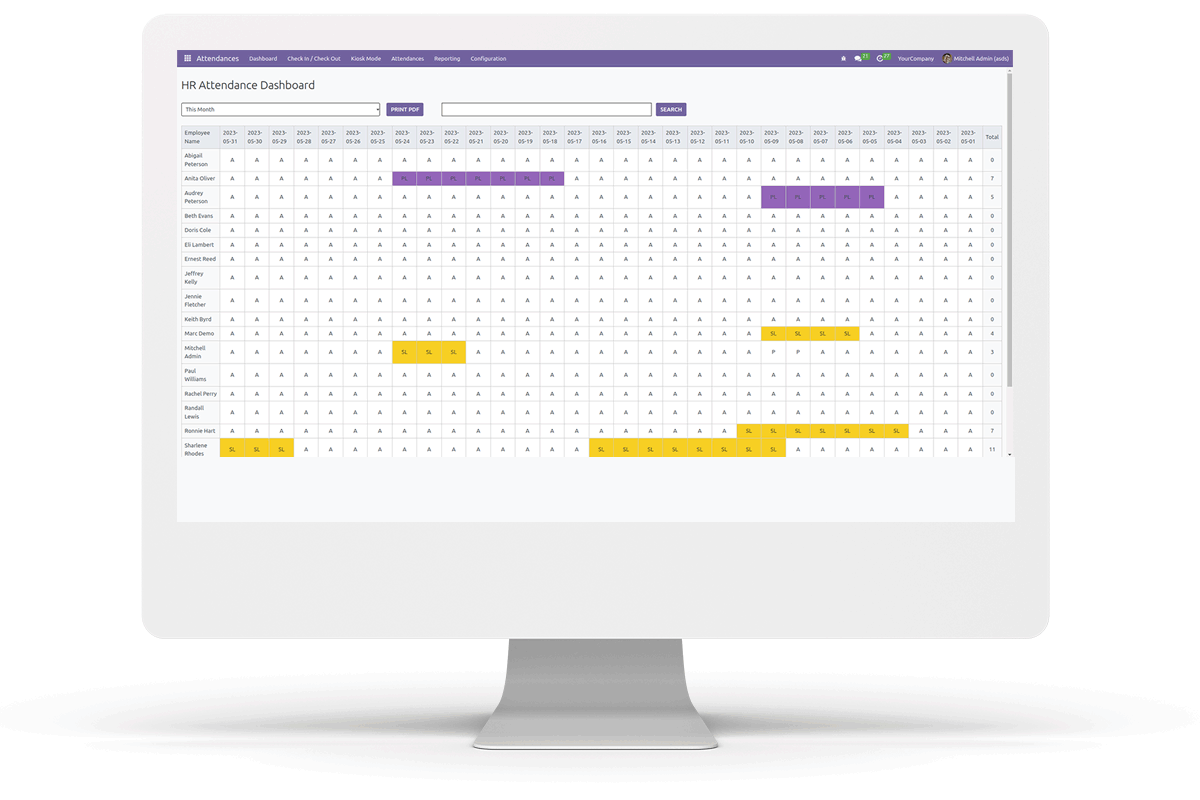 Attendances Dashboard Check In / Check Out Kiosk Mode Attendances Reporting Configuration 21 27 YourCompany Mitchell Admin (asds)
HR Attendance Dashboard
This Month PRINT PDF SEARCH
Employee 2023- 2023- 2023- 2023- 2023- 2023- 2023- 2023- 2023- 2023- 2023- 2023- 2023- 2023- 2023- 2023- 2023- 2023- 2023- 2023- 2023- 2023- 2023- 2023- 2023- 2023- 2023- 2023- 2023- 2023- 2023- Total
Name 05-31 05-30 05-29 05-28 05-27 05-26 05-25 05-24 05-23 05-22 05-21 05-20 05-19 05-18 05-17 05-16 05-15 05-14 05-13 05-12 05-11 05-10 05-09 05-08 05-07 05-06 05-05 05-04 05-03 05-02 05-01
Abigail
Peterson A A A A A A A A A A A A A A A A A A A A A A A A A A A A A A A 0
Anita Oliver A A A A A A A PL PL PL PL PL PL PL A A A A A A A A A A A A A A A A A 7
Audrey
Peterson A A A A A A A A A A A A A A A A A A A A A A PL PL PL PL PL A A A A 5
Beth Evans A A A A A A A A A A A A A A A A A A A A A A A A A A A A A A A 0
Doris Cole A A A A A A A A A A A A A A A A A A A A A A A A A A A A A A A 0
Eli Lambert A A A A A A A A A A A A A A A A A A A A A A A A A A A A A A A 0
Ernest Reed A A A A A A A A A A A A A A A A A A A A A A A A A A A A A A A 0
Jeffrey
Kelly A A A A A A A A A A A A A A A A A A A A A A A A A A A A A A A 0
Jennie
Fletcher A A A A A A A A A A A A A A A A A A A A A A A A A A A A A A A 0
Keith Byrd A A A A A A A A A A A A A A A A A A A A A A A A A A A A A A A 0
Marc Demo A A A A A A A A A A A A A A A A A A A A A A SL SL SL SL A A A A A 4
Mitchell
Admin A A A A A A A SL SL SL A A A A A A A A A A A A P P A A A A A A A 3
Paul
Williams A A A A A A A A A A A A A A A A A A A A A A A A A A A A A A A 0
Rachel Perry A A A A A A A A A A A A A A A A A A A A A A A A A A A A A A A 0
Randall
Lewis A A A A A A A A A A A A A A A A A A A A A A A A A A A A A A A 0
Ronnie Hart A A A A A A A A A A A A A A A A A A A A A SL SL SL SL SL SL SL A A A 7
Sharlene
Rhodes SL SL SL A A A A A A A A A A A A SL SL SL SL SL SL SL SL A A A A A A A A 11